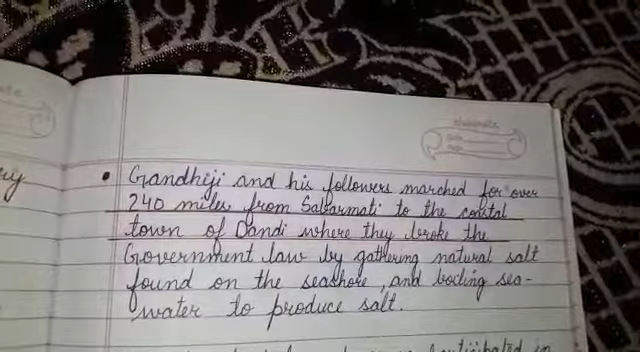 • Gandhiji and his followers marched for over
240 miles from Sabarmati to the coastal
town of Dandi where they broke the
Government law by gathering natural salt
found on the seashore, and boiling sea-
water to produce salt.